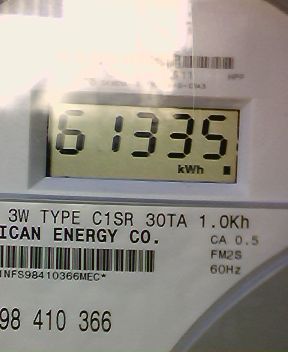 61335
kWh
3W TYPE C1SR 30TA 1.0Kh
ICAN ENERGY CO.
CA 0.5
FM2S
60Hz
INFS98410366MEC*
98 410 366